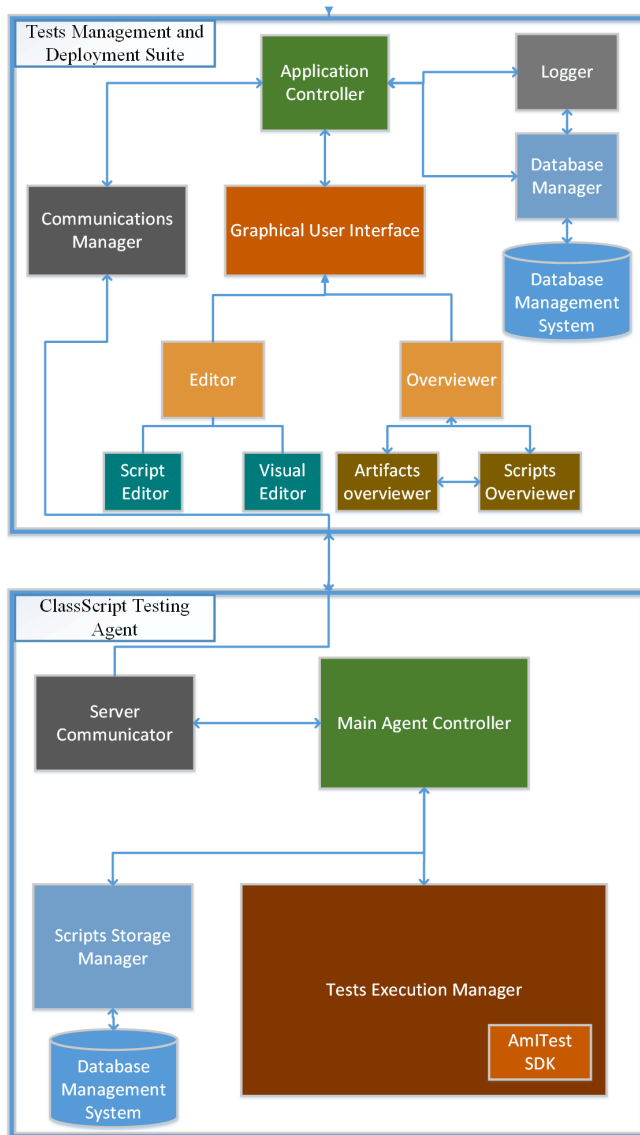 Tests Management and
Deployment Suite
Application
Controller
Logger
Database
Manager
Communications
Manager
Graphical User Interface
Database
Management
System
Editor
Overviewer
Script
Editor
Visual
Editor
Artifacts
overviewer
Scripts
Overviewer
ClassScript Testing
Agent
Server
Communicator
Main Agent Controller
Scripts Storage
Manager
Tests Execution Manager
AmITest
SDK
Database
Management
System